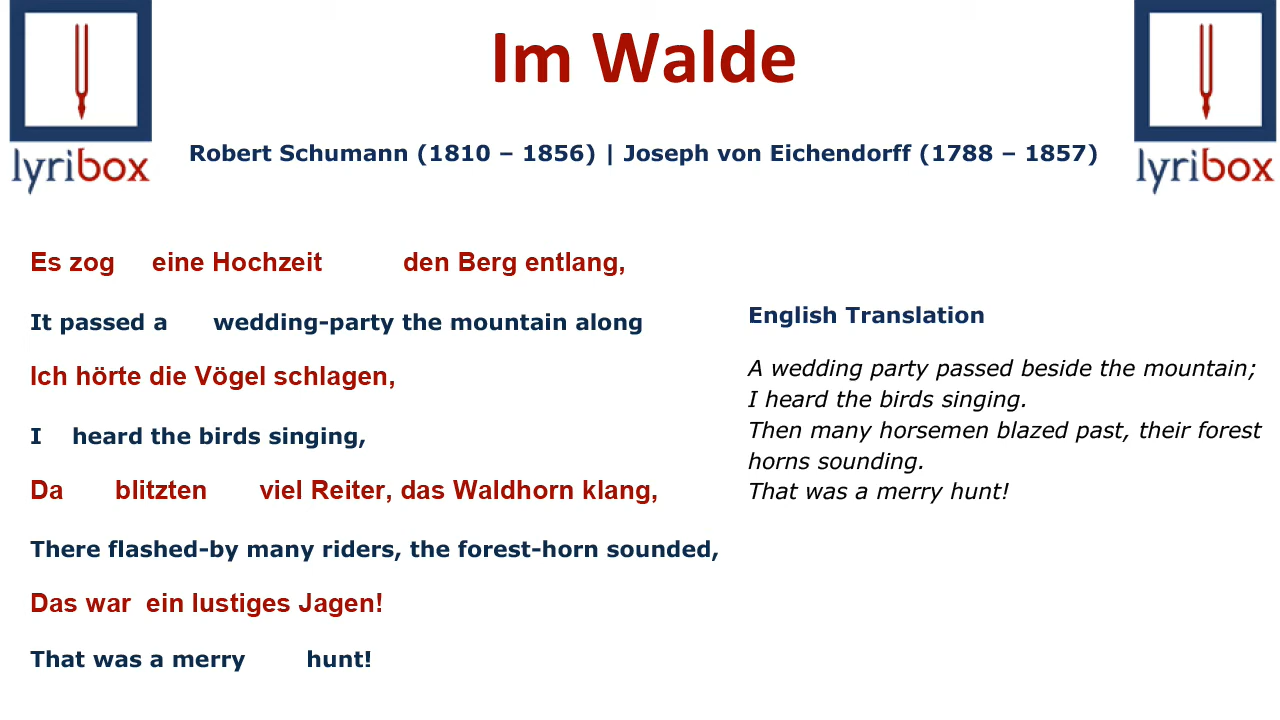 Im Walde
lyribox
lyribox
Robert Schumann (1810 – 1856) | Joseph von Eichendorff (1788 – 1857)
Es zog eine Hochzeit den Berg entlang,
It passed a wedding-party the mountain along
Ich hörte die Vögel schlagen,
I heard the birds singing,
Da blitzten viel Reiter, das Waldhorn klang,
There flashed-by many riders, the forest-horn sounded,
Das war ein lustiges Jagen!
That was a merry hunt!
English Translation
A wedding party passed beside the mountain;
I heard the birds singing.
Then many horsemen blazed past, their forest
horns sounding.
That was a merry hunt!